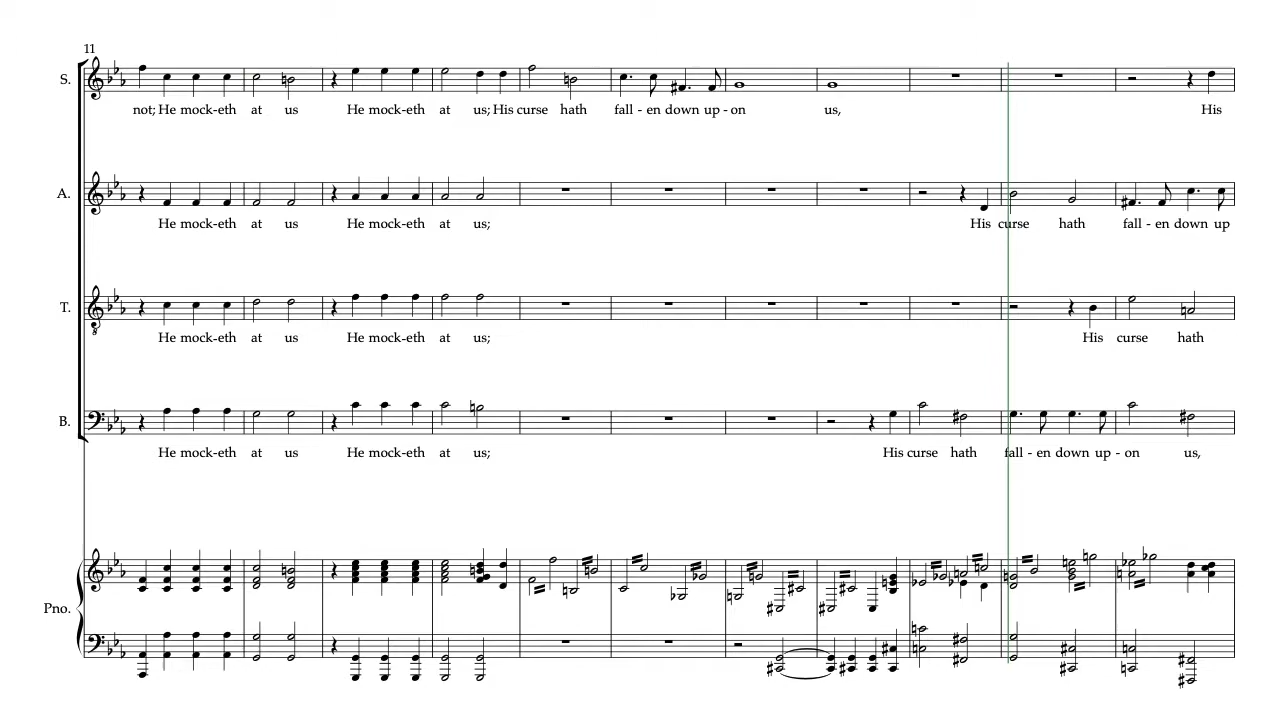 11
S.
not; He mock-eth at us He mock-eth at us; His curse hath fall - en down up - on us, His
A.
He mock-eth at us He mock-eth at us; His curse hath fall - en down up
T.
He mock-eth at us He mock-eth at us; His curse hath
B.
He mock-eth at us He mock-eth at us; His curse hath fall - en down up - on us,
Pno.